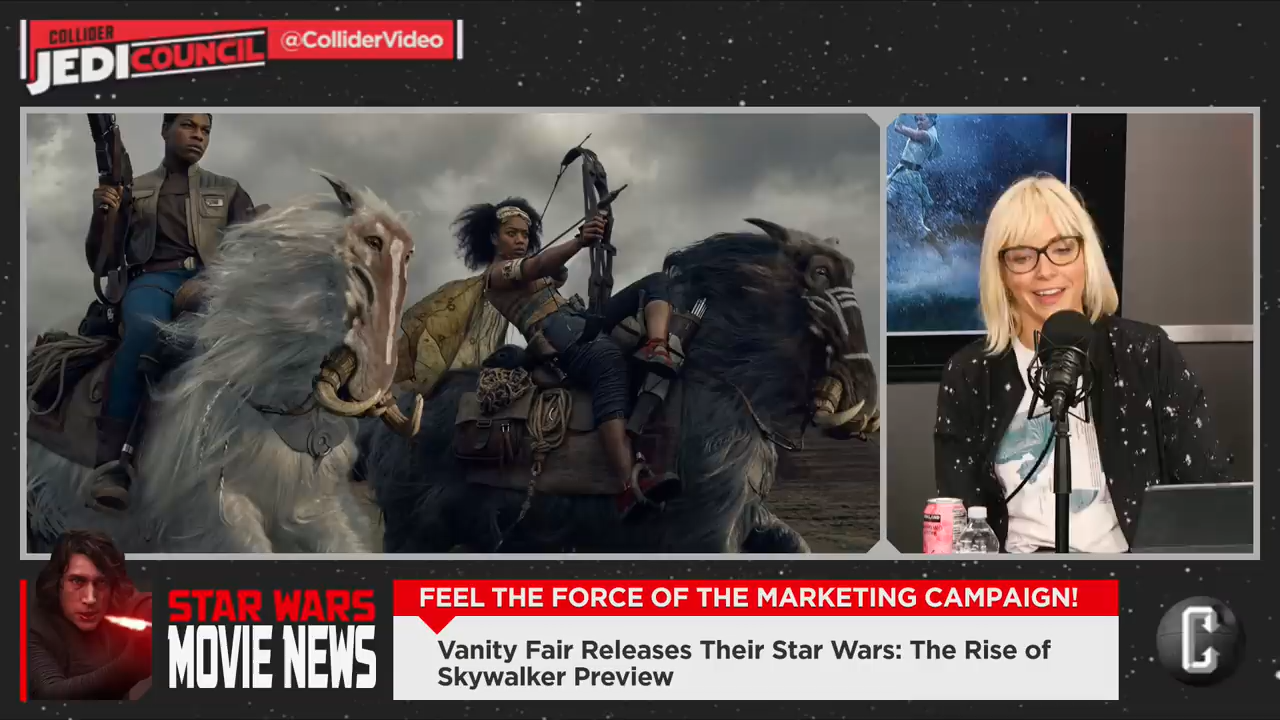 COLLIDER
JEDI COUNCIL
@ColliderVideo
STAR WARS
MOVIE NEWS
FEEL THE FORCE OF THE MARKETING CAMPAIGN!
Vanity Fair Releases Their Star Wars: The Rise of
Skywalker Preview